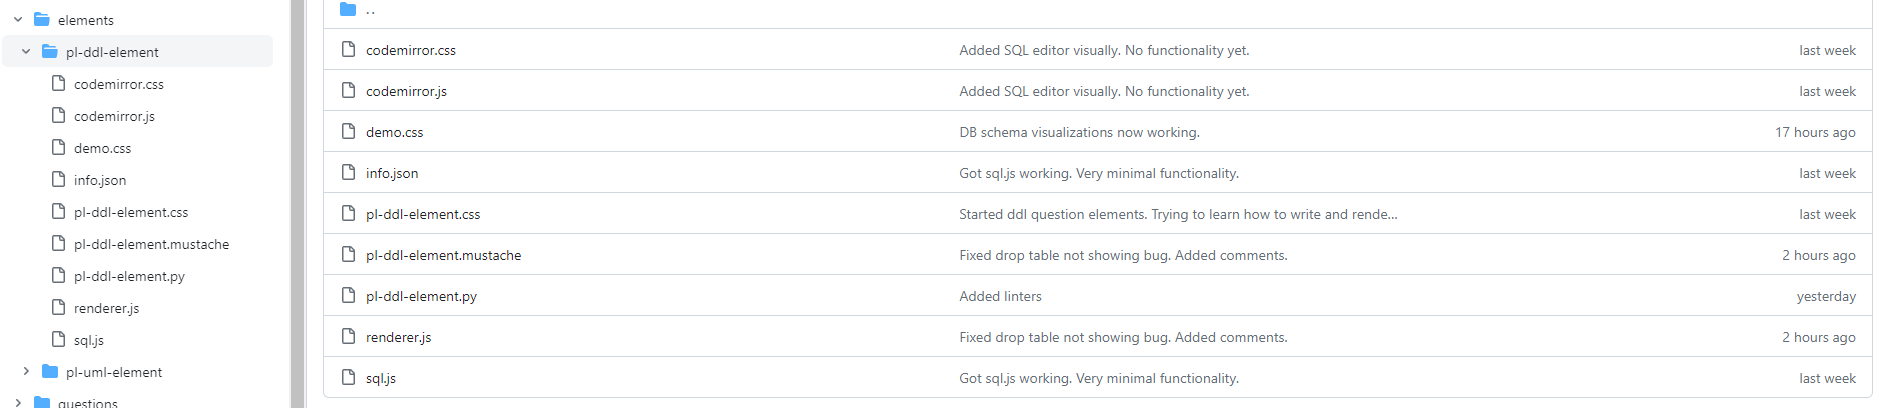 elements
pl-ddl-element
codemirror.css
codemirror.js
demo.css
info.json
pl-ddl-element.css
pl-ddl-element.mustache
pl-ddl-element.py
renderer.js
sql.js
pl-uml-element
questions
..
codemirror.css Added SQL editor visually. No functionality yet. last week
codemirror.js Added SQL editor visually. No functionality yet. last week
demo.css DB schema visualizations now working. 17 hours ago
info.json Got sql.js working. Very minimal functionality. last week
pl-ddl-element.css Started ddl question elements. Trying to learn how to write and rende... last week
pl-ddl-element.mustache Fixed drop table not showing bug. Added comments. 2 hours ago
pl-ddl-element.py Added linters yesterday
renderer.js Fixed drop table not showing bug. Added comments. 2 hours ago
sql.js Got sql.js working. Very minimal functionality. last week